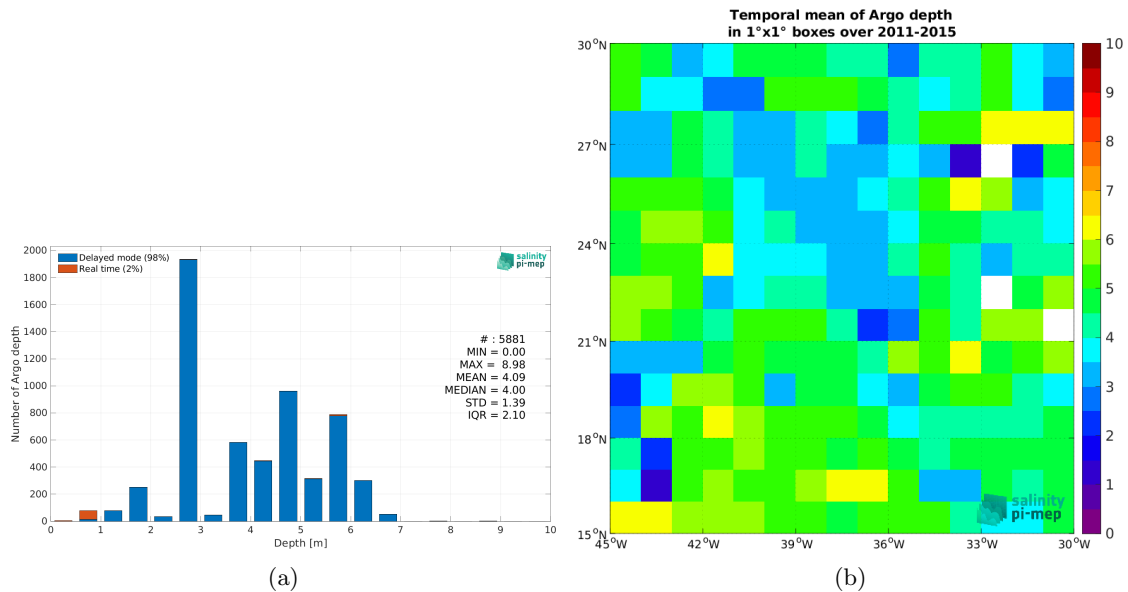 Delayed mode (98%)
Real time (2%)
salinity
pi-mep
2000
1800
1600
1400
1200
1000
800
600
400
200
0
Number of Argo depth
# : 5881
MIN = 0.00
MAX = 8.98
MEAN = 4.09
MEDIAN = 4.00
STD = 1.39
IQR = 2.10
0 1 2 3 4 5 6 7 8 9 10
Depth [m]
(a)
Temporal mean of Argo depth
in 1°x1° boxes over 2011-2015
30°N
27°N
24°N
21°N
18°N
15°N
45°W 42°W 39°W 36°W 33°W 30°W
salinity
pi-mep
10
9
8
7
6
5
4
3
2
1
0
(b)